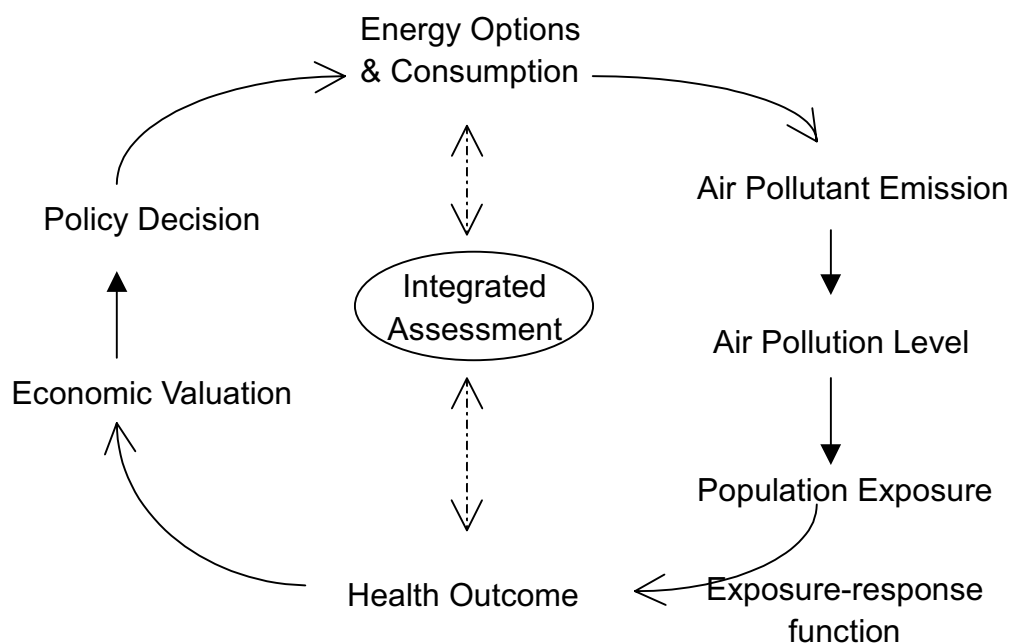 Energy Options
& Consumption
Air Pollutant Emission
Policy Decision
Integrated
Assessment
Air Pollution Level
Economic Valuation
Population Exposure
Health Outcome
Exposure-response
function